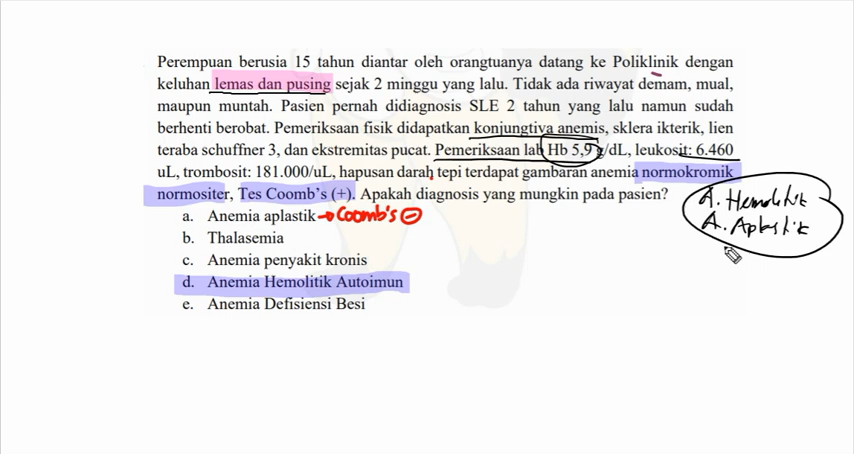 Perempuan berusia 15 tahun diantar oleh orangtuanya datang ke Poliklinik dengan
keluhan lemas dan pusing sejak 2 minggu yang lalu. Tidak ada riwayat demam, mual,
maupun muntah. Pasien pernah didiagnosis SLE 2 tahun yang lalu namun sudah
berhenti berobat. Pemeriksaan fisik didapatkan konjungtiva anemis, sklera ikterik, lien
teraba schuffner 3, dan ekstremitas pucat. Pemeriksaan lab Hb 5,9 g/dL, leukosit: 6.460
uL, trombosit: 181.000/uL, hapusan darah tepi terdapat gambaran anemia normokromik
normositer, Tes Coomb's (+). Apakah diagnosis yang mungkin pada pasien?
A. Hemolitik
A. Aplastik
a. Anemia aplastik → Coomb's ⊖
b. Thalasemia
c. Anemia penyakit kronis
d. Anemia Hemolitik Autoimun
e. Anemia Defisiensi Besi